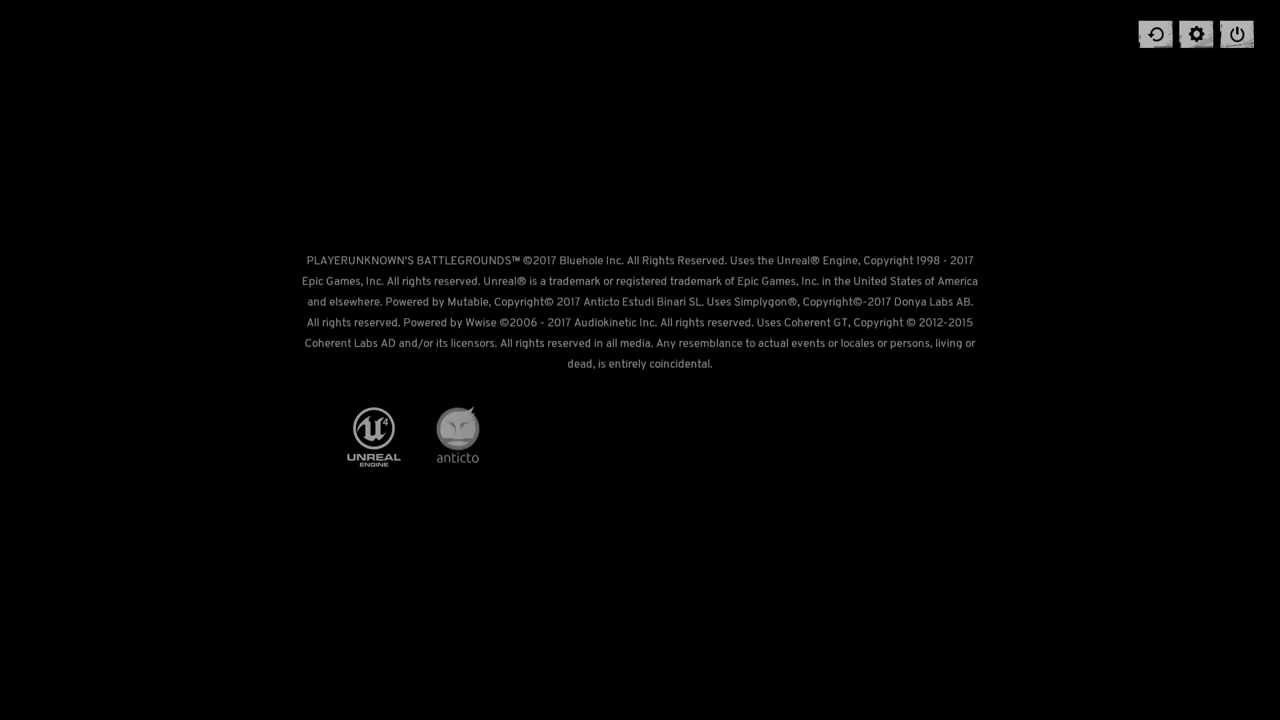 PLAYERUNKNOWN'S BATTLEGROUNDS™ ©2017 Bluehole Inc. All Rights Reserved. Uses the Unreal® Engine, Copyright 1998 - 2017
Epic Games, Inc. All rights reserved. Unreal® is a trademark or registered trademark of Epic Games, Inc. in the United States of America
and elsewhere. Powered by Mutable, Copyright© 2017 Anticto Estudi Binari SL. Uses Simplygon®, Copyright©-2017 Donya Labs AB.
All rights reserved. Powered by Wwise ©2006 - 2017 Audiokinetic Inc. All rights reserved. Uses Coherent GT, Copyright © 2012-2015
Coherent Labs AD and/or its licensors. All rights reserved in all media. Any resemblance to actual events or locales or persons, living or
dead, is entirely coincidental.
U4
UNREAL
ENGINE
anticto